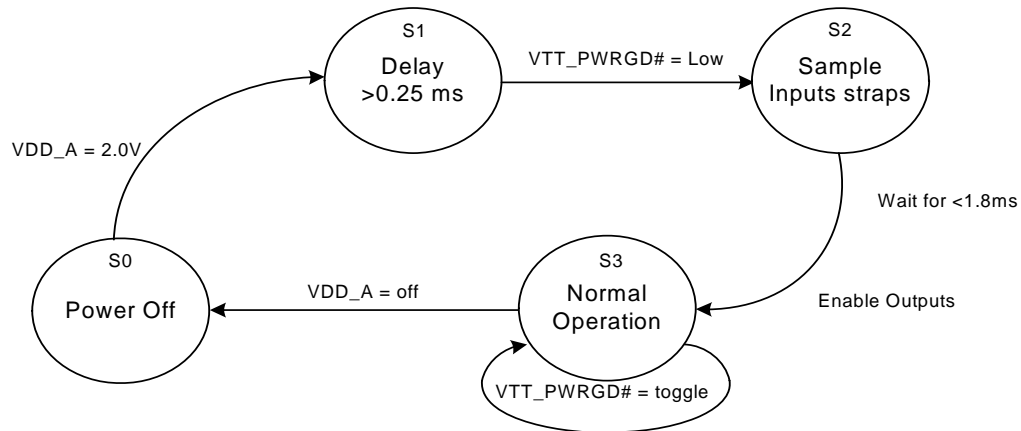 S1
Delay
>0.25 ms
VTT_PWRGD# = Low
S2
Sample
Inputs straps
VDD_A = 2.0V
Wait for <1.8ms
S0
Power Off
VDD_A = off
S3
Normal
Operation
Enable Outputs
VTT_PWRGD# = toggle